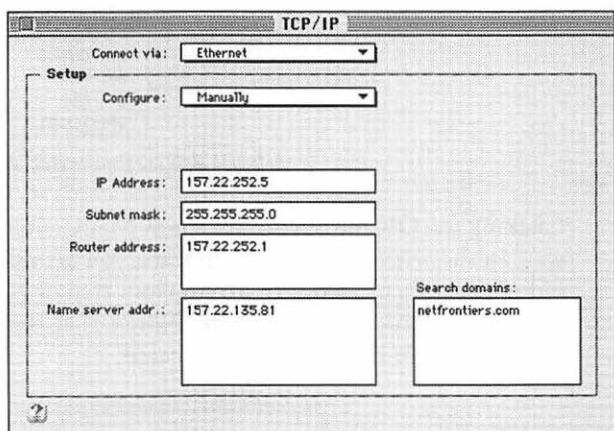 TCP/IP
Connect via: Ethernet
Setup
Configure: Manually
IP Address: 157.22.252.5
Subnet mask: 255.255.255.0
Router address: 157.22.252.1
Search domains:
Name server addr.: 157.22.135.81
netfrontiers.com
?